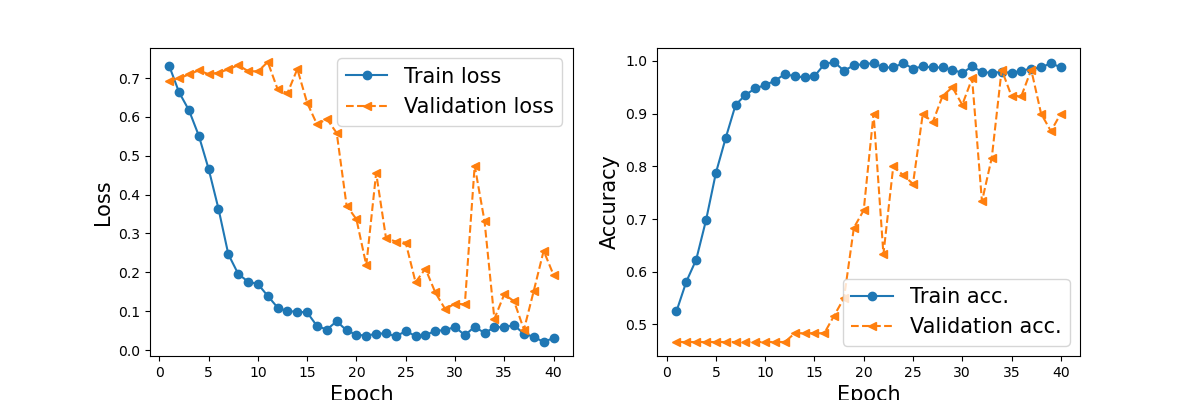 Train loss
Validation loss
Loss
0.7
0.6
0.5
0.4
0.3
0.2
0.1
0.0
0 5 10 15 20 25 30 35 40
Epoch
Train acc.
Validation acc.
Accuracy
1.0
0.9
0.8
0.7
0.6
0.5
0 5 10 15 20 25 30 35 40
Epoch